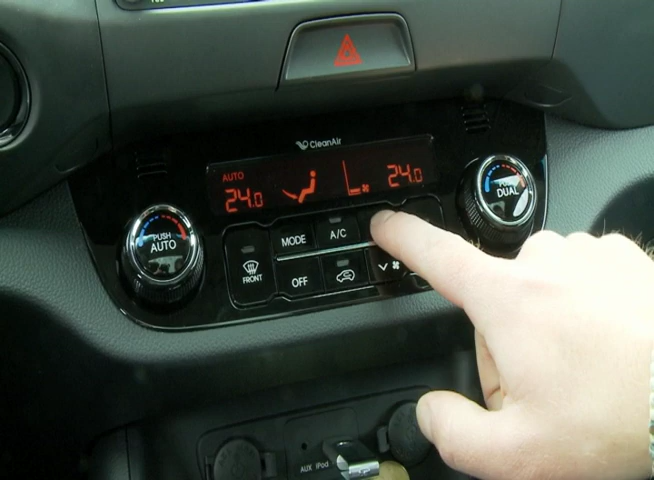 CleanAir
AUTO
24.0
24.0
PUSH
AUTO
DUAL
MODE
A/C
FRONT
OFF
AUX iPod